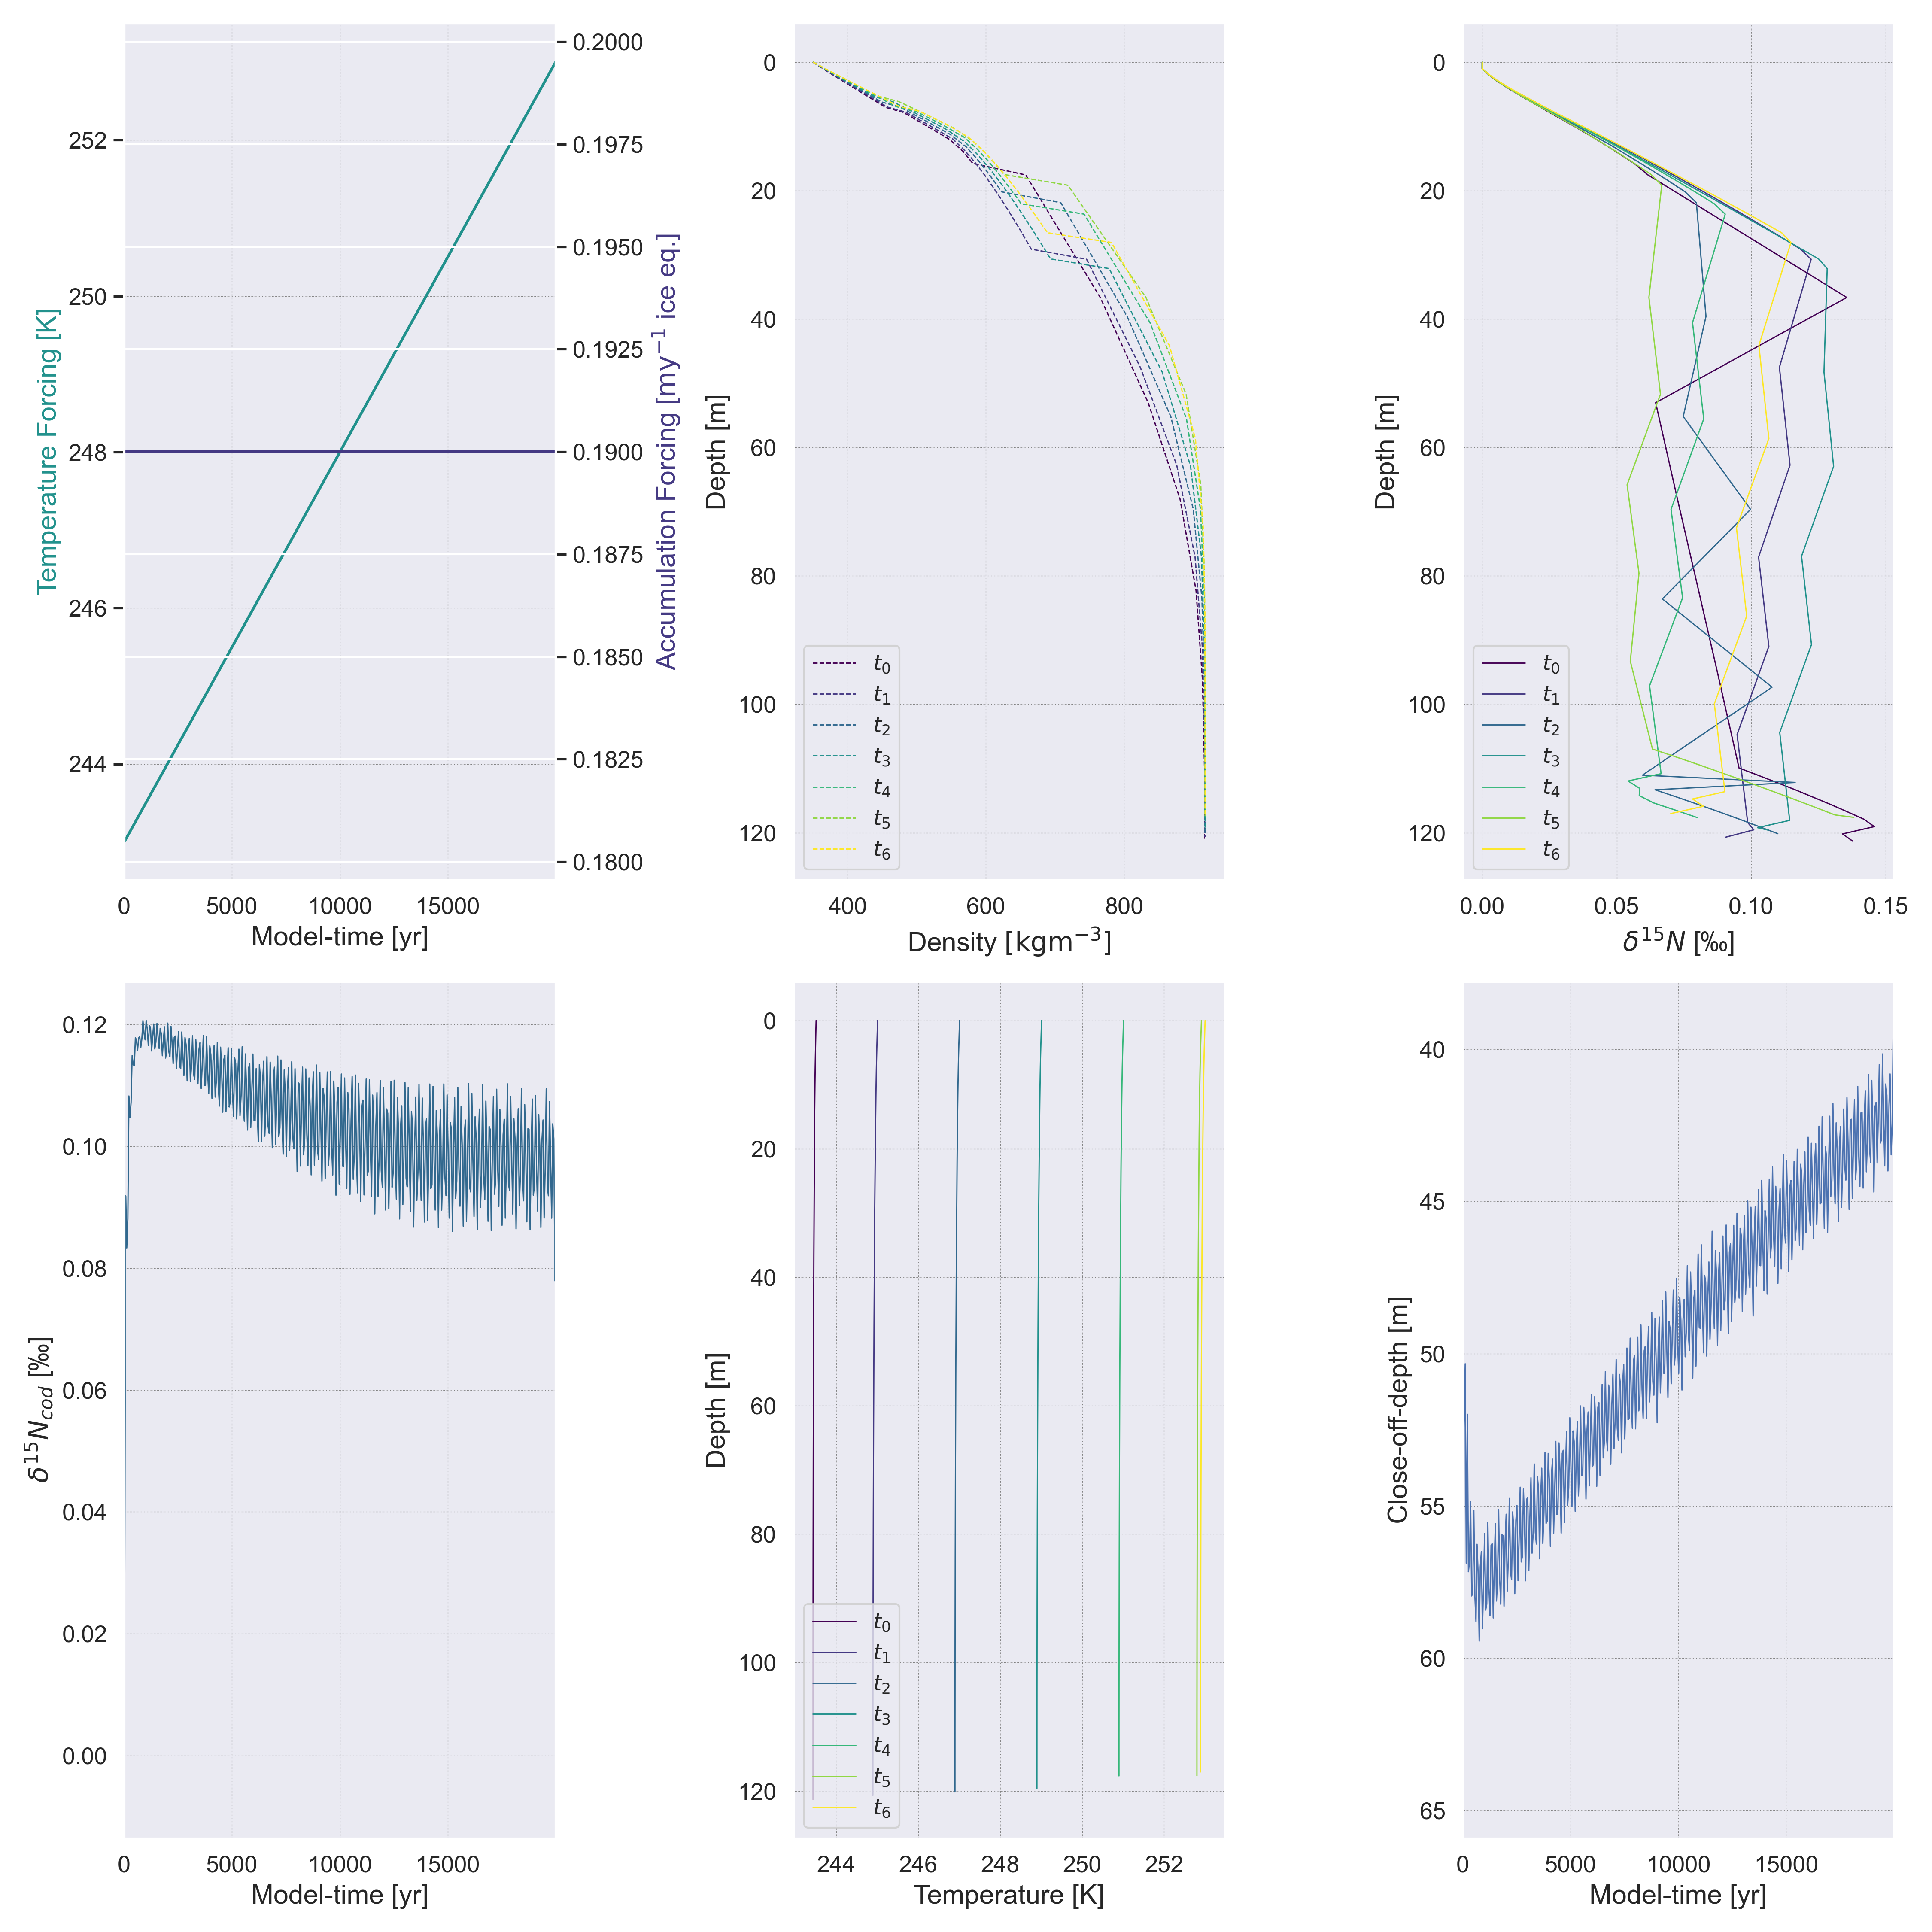 Temperature Forcing [K]
252
250
248
246
244
0.2000
0.1975
0.1950
0.1925
0.1900
0.1875
0.1850
0.1825
0.1800
Accumulation Forcing [my⁻¹ ice eq.]
0 5000 10000 15000
Model-time [yr]
Depth [m]
0
20
40
60
80
100
120
t₀
t₁
t₂
t₃
t₄
t₅
t₆
400 600 800
Density [kgm⁻³]
Depth [m]
0
20
40
60
80
100
120
t₀
t₁
t₂
t₃
t₄
t₅
t₆
0.00 0.05 0.10 0.15
δ¹⁵N [‰]
δ¹⁵N_cod [‰]
0.12
0.10
0.08
0.06
0.04
0.02
0.00
0 5000 10000 15000
Model-time [yr]
Depth [m]
0
20
40
60
80
100
120
t₀
t₁
t₂
t₃
t₄
t₅
t₆
244 246 248 250 252
Temperature [K]
Close-off-depth [m]
40
45
50
55
60
65
0 5000 10000 15000
Model-time [yr]